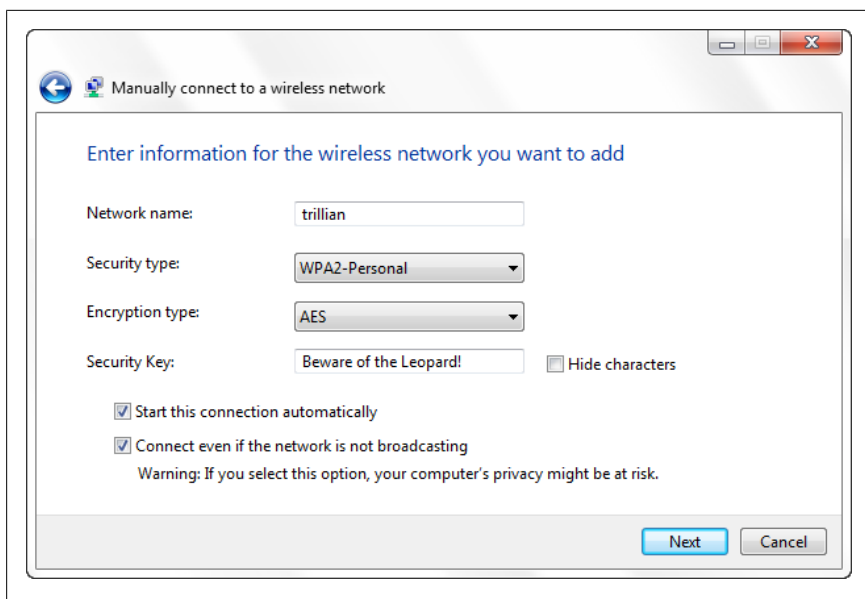 Manually connect to a wireless network
Enter information for the wireless network you want to add
Network name:
trillian
Security type:
WPA2-Personal
Encryption type:
AES
Security Key:
Beware of the Leopard!
Hide characters
Start this connection automatically
Connect even if the network is not broadcasting
Warning: If you select this option, your computer's privacy might be at risk.
Next
Cancel